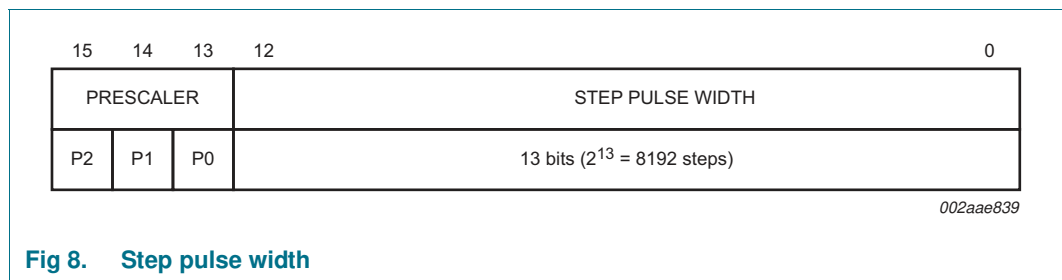 15 14 13 12 0
PRESCALER STEP PULSE WIDTH
P2 P1 P0 13 bits (2^13 = 8192 steps)
002aae839
Fig 8. Step pulse width